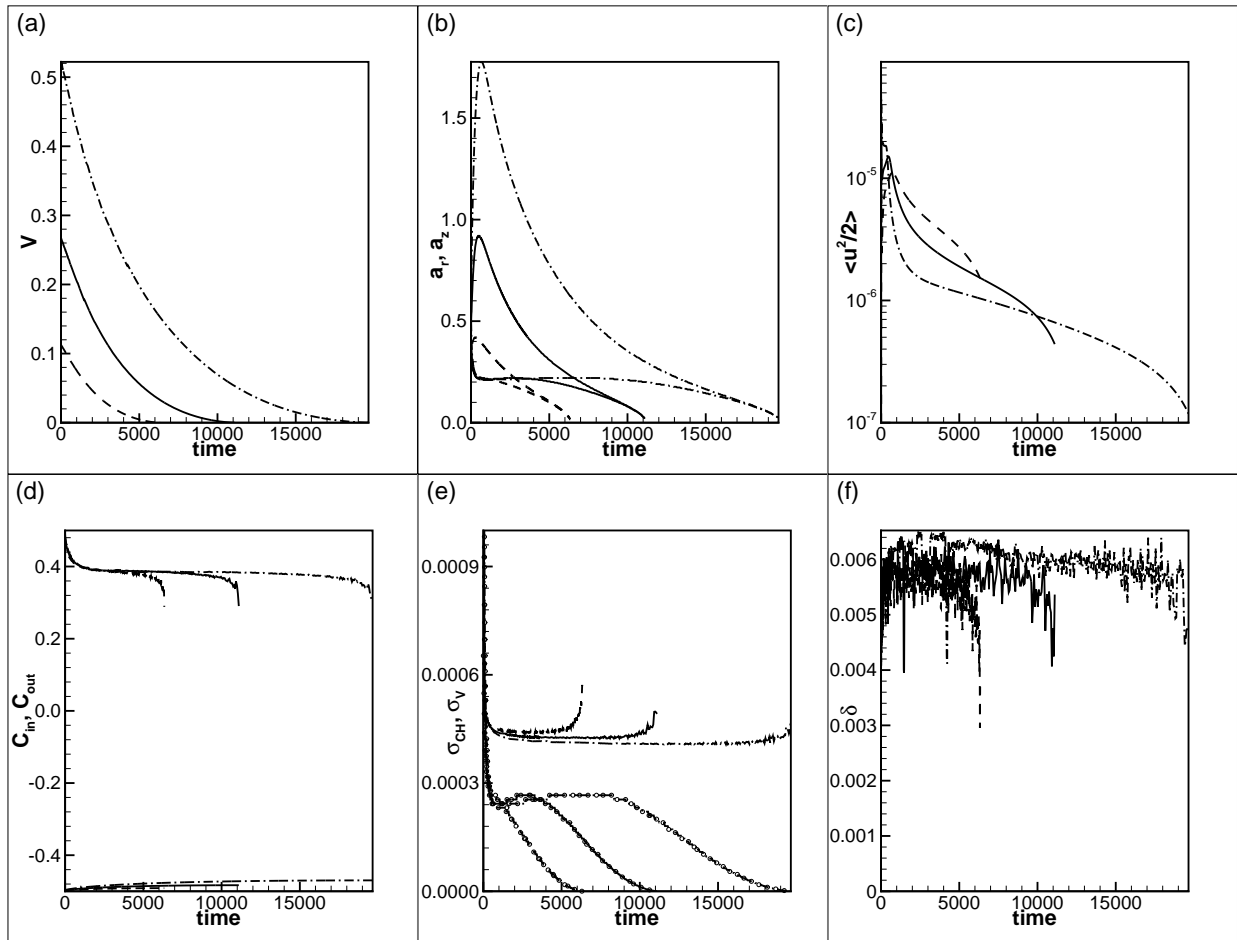 (a)
V
0.5
0.4
0.3
0.2
0.1
0
0 5000 10000 15000
time
(b)
a_r, a_z
1.5
1.0
0.5
0.0
0 5000 10000 15000
time
(c)
<u²/2>
10⁻⁵
10⁻⁶
10⁻⁷
0 5000 10000 15000
time
(d)
C_in, C_out
0.4
0.2
0.0
-0.2
-0.4
0 5000 10000 15000
time
(e)
σ_CH, σ_V
0.0009
0.0006
0.0003
0.0000
0 5000 10000 15000
time
(f)
δ
0.006
0.005
0.004
0.003
0.002
0.001
0
0 5000 10000 15000
time